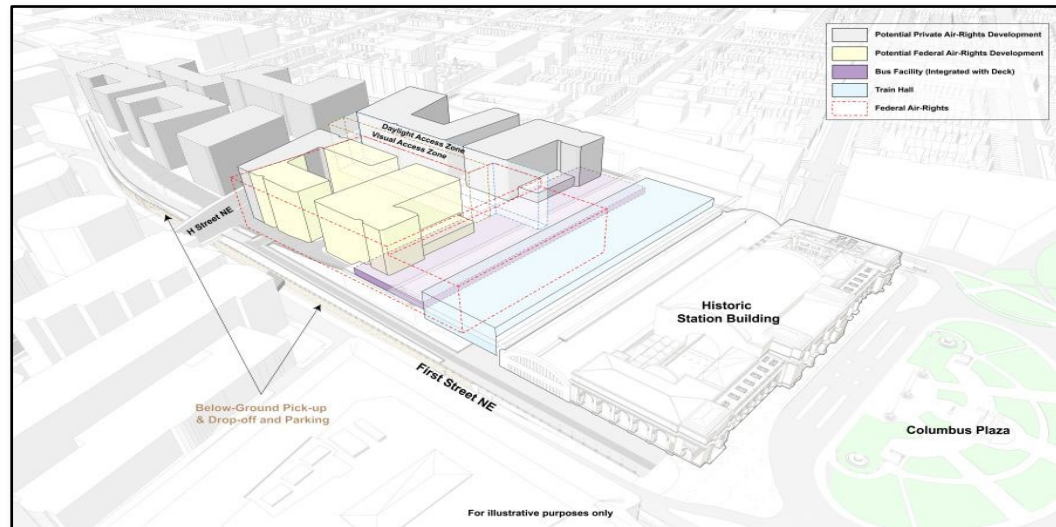 Potential Private Air-Rights Development
Potential Federal Air-Rights Development
Bus Facility (Integrated with Deck)
Train Hall
Federal Air-Rights
Daylight Access Zone
Visual Access Zone
H Street NE
Historic
Station Building
First Street NE
Below-Ground Pick-up
& Drop-off and Parking
Columbus Plaza
For illustrative purposes only